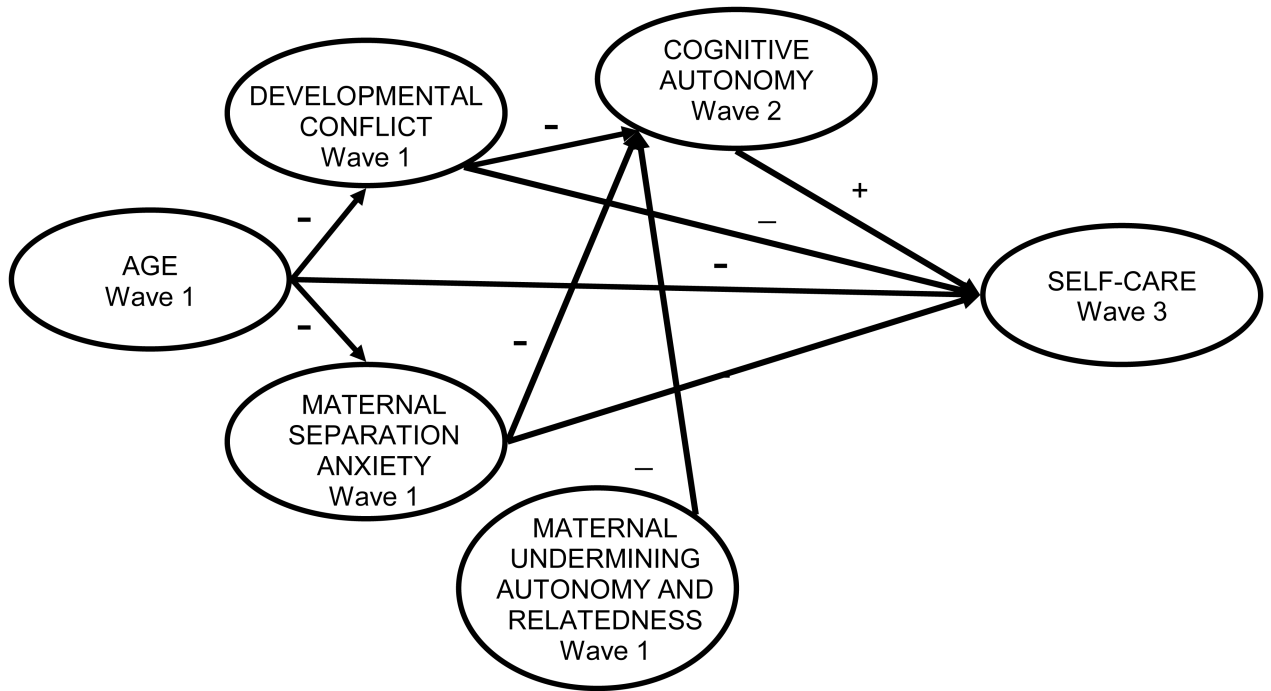 COGNITIVE
AUTONOMY
Wave 2
DEVELOPMENTAL
CONFLICT
Wave 1
-
+
-
_
AGE
Wave 1
-
SELF-CARE
Wave 3
-
-
-
MATERNAL
SEPARATION
ANXIETY
Wave 1
_
MATERNAL
UNDERMINING
AUTONOMY AND
RELATEDNESS
Wave 1